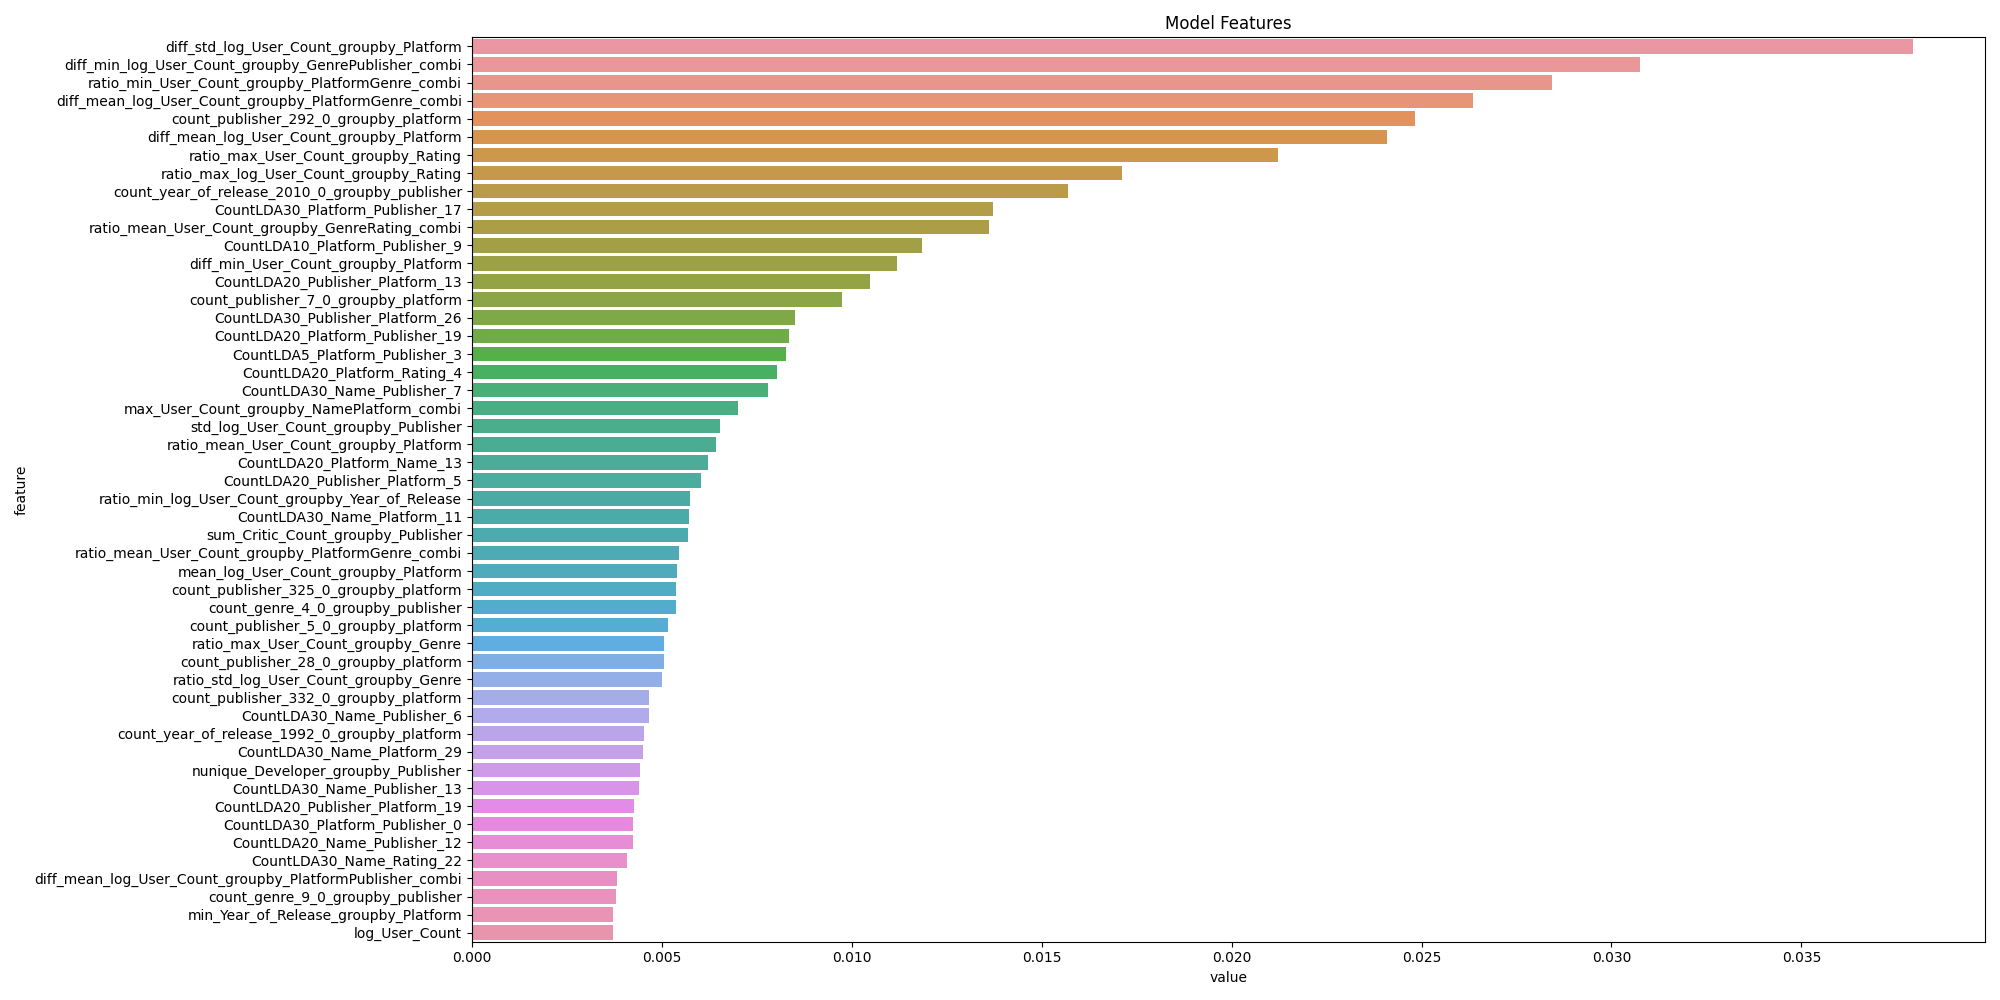 Model Features
feature
diff_std_log_User_Count_groupby_Platform
diff_min_log_User_Count_groupby_GenrePublisher_combi
ratio_min_User_Count_groupby_PlatformGenre_combi
diff_mean_log_User_Count_groupby_PlatformGenre_combi
count_publisher_292_0_groupby_platform
diff_mean_log_User_Count_groupby_Platform
ratio_max_User_Count_groupby_Rating
ratio_max_log_User_Count_groupby_Rating
count_year_of_release_2010_0_groupby_publisher
CountLDA30_Platform_Publisher_17
ratio_mean_User_Count_groupby_GenreRating_combi
CountLDA10_Platform_Publisher_9
diff_min_User_Count_groupby_Platform
CountLDA20_Publisher_Platform_13
count_publisher_7_0_groupby_platform
CountLDA30_Publisher_Platform_26
CountLDA20_Platform_Publisher_19
CountLDA5_Platform_Publisher_3
CountLDA20_Platform_Rating_4
CountLDA30_Name_Publisher_7
max_User_Count_groupby_NamePlatform_combi
std_log_User_Count_groupby_Publisher
ratio_mean_User_Count_groupby_Platform
CountLDA20_Platform_Name_13
CountLDA20_Publisher_Platform_5
ratio_min_log_User_Count_groupby_Year_of_Release
CountLDA30_Name_Platform_11
sum_Critic_Count_groupby_Publisher
ratio_mean_User_Count_groupby_PlatformGenre_combi
mean_log_User_Count_groupby_Platform
count_publisher_325_0_groupby_platform
count_genre_4_0_groupby_publisher
count_publisher_5_0_groupby_platform
ratio_max_User_Count_groupby_Genre
count_publisher_28_0_groupby_platform
ratio_std_log_User_Count_groupby_Genre
count_publisher_332_0_groupby_platform
CountLDA30_Name_Publisher_6
count_year_of_release_1992_0_groupby_platform
CountLDA30_Name_Platform_29
nunique_Developer_groupby_Publisher
CountLDA30_Name_Publisher_13
CountLDA20_Publisher_Platform_19
CountLDA30_Platform_Publisher_0
CountLDA20_Name_Publisher_12
CountLDA30_Name_Rating_22
diff_mean_log_User_Count_groupby_PlatformPublisher_combi
count_genre_9_0_groupby_publisher
min_Year_of_Release_groupby_Platform
log_User_Count
0.000 0.005 0.010 0.015 0.020 0.025 0.030 0.035
value